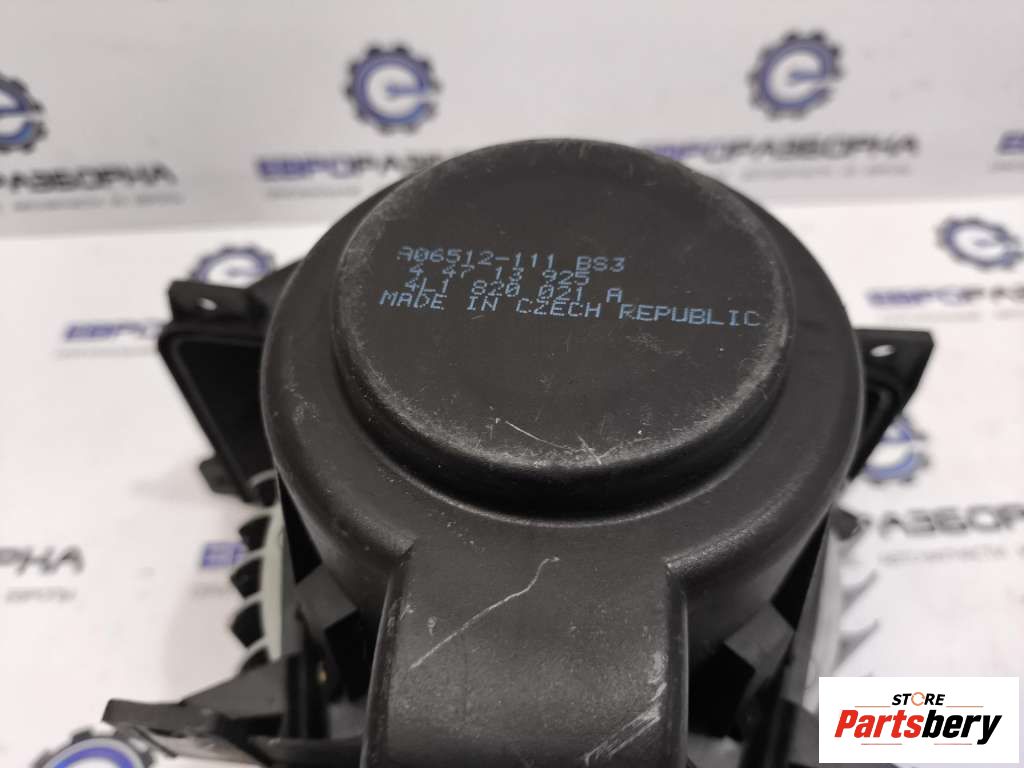 ЕВРОРАЗБОРКА
A06512-111 BS3
4 47 13 925
4L1 820 021 A
MADE IN CZECH REPUBLIC
STORE
Partsbery